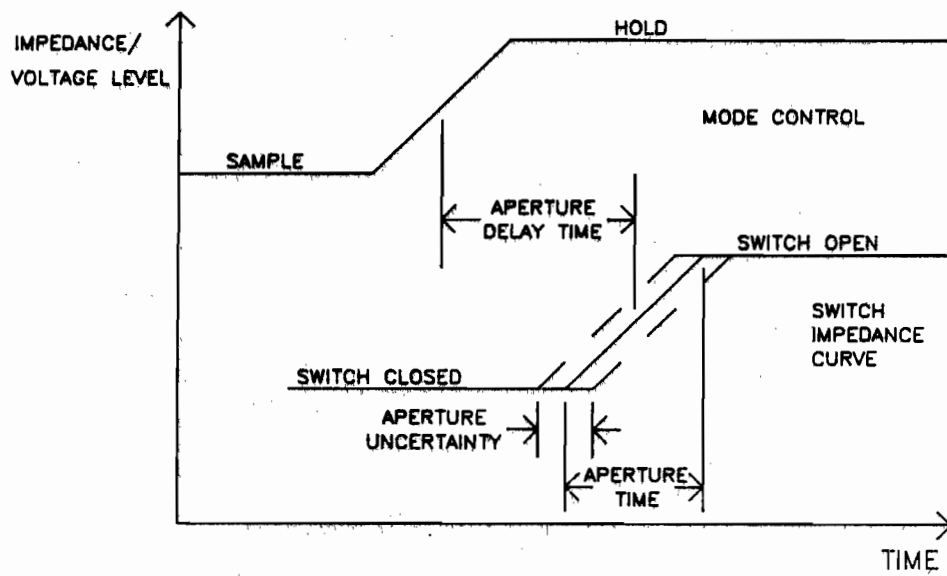 IMPEDANCE/
VOLTAGE LEVEL
HOLD
MODE CONTROL
SAMPLE
APERTURE
DELAY TIME
SWITCH OPEN
SWITCH
IMPEDANCE
CURVE
SWITCH CLOSED
APERTURE
UNCERTAINTY
APERTURE
TIME
TIME